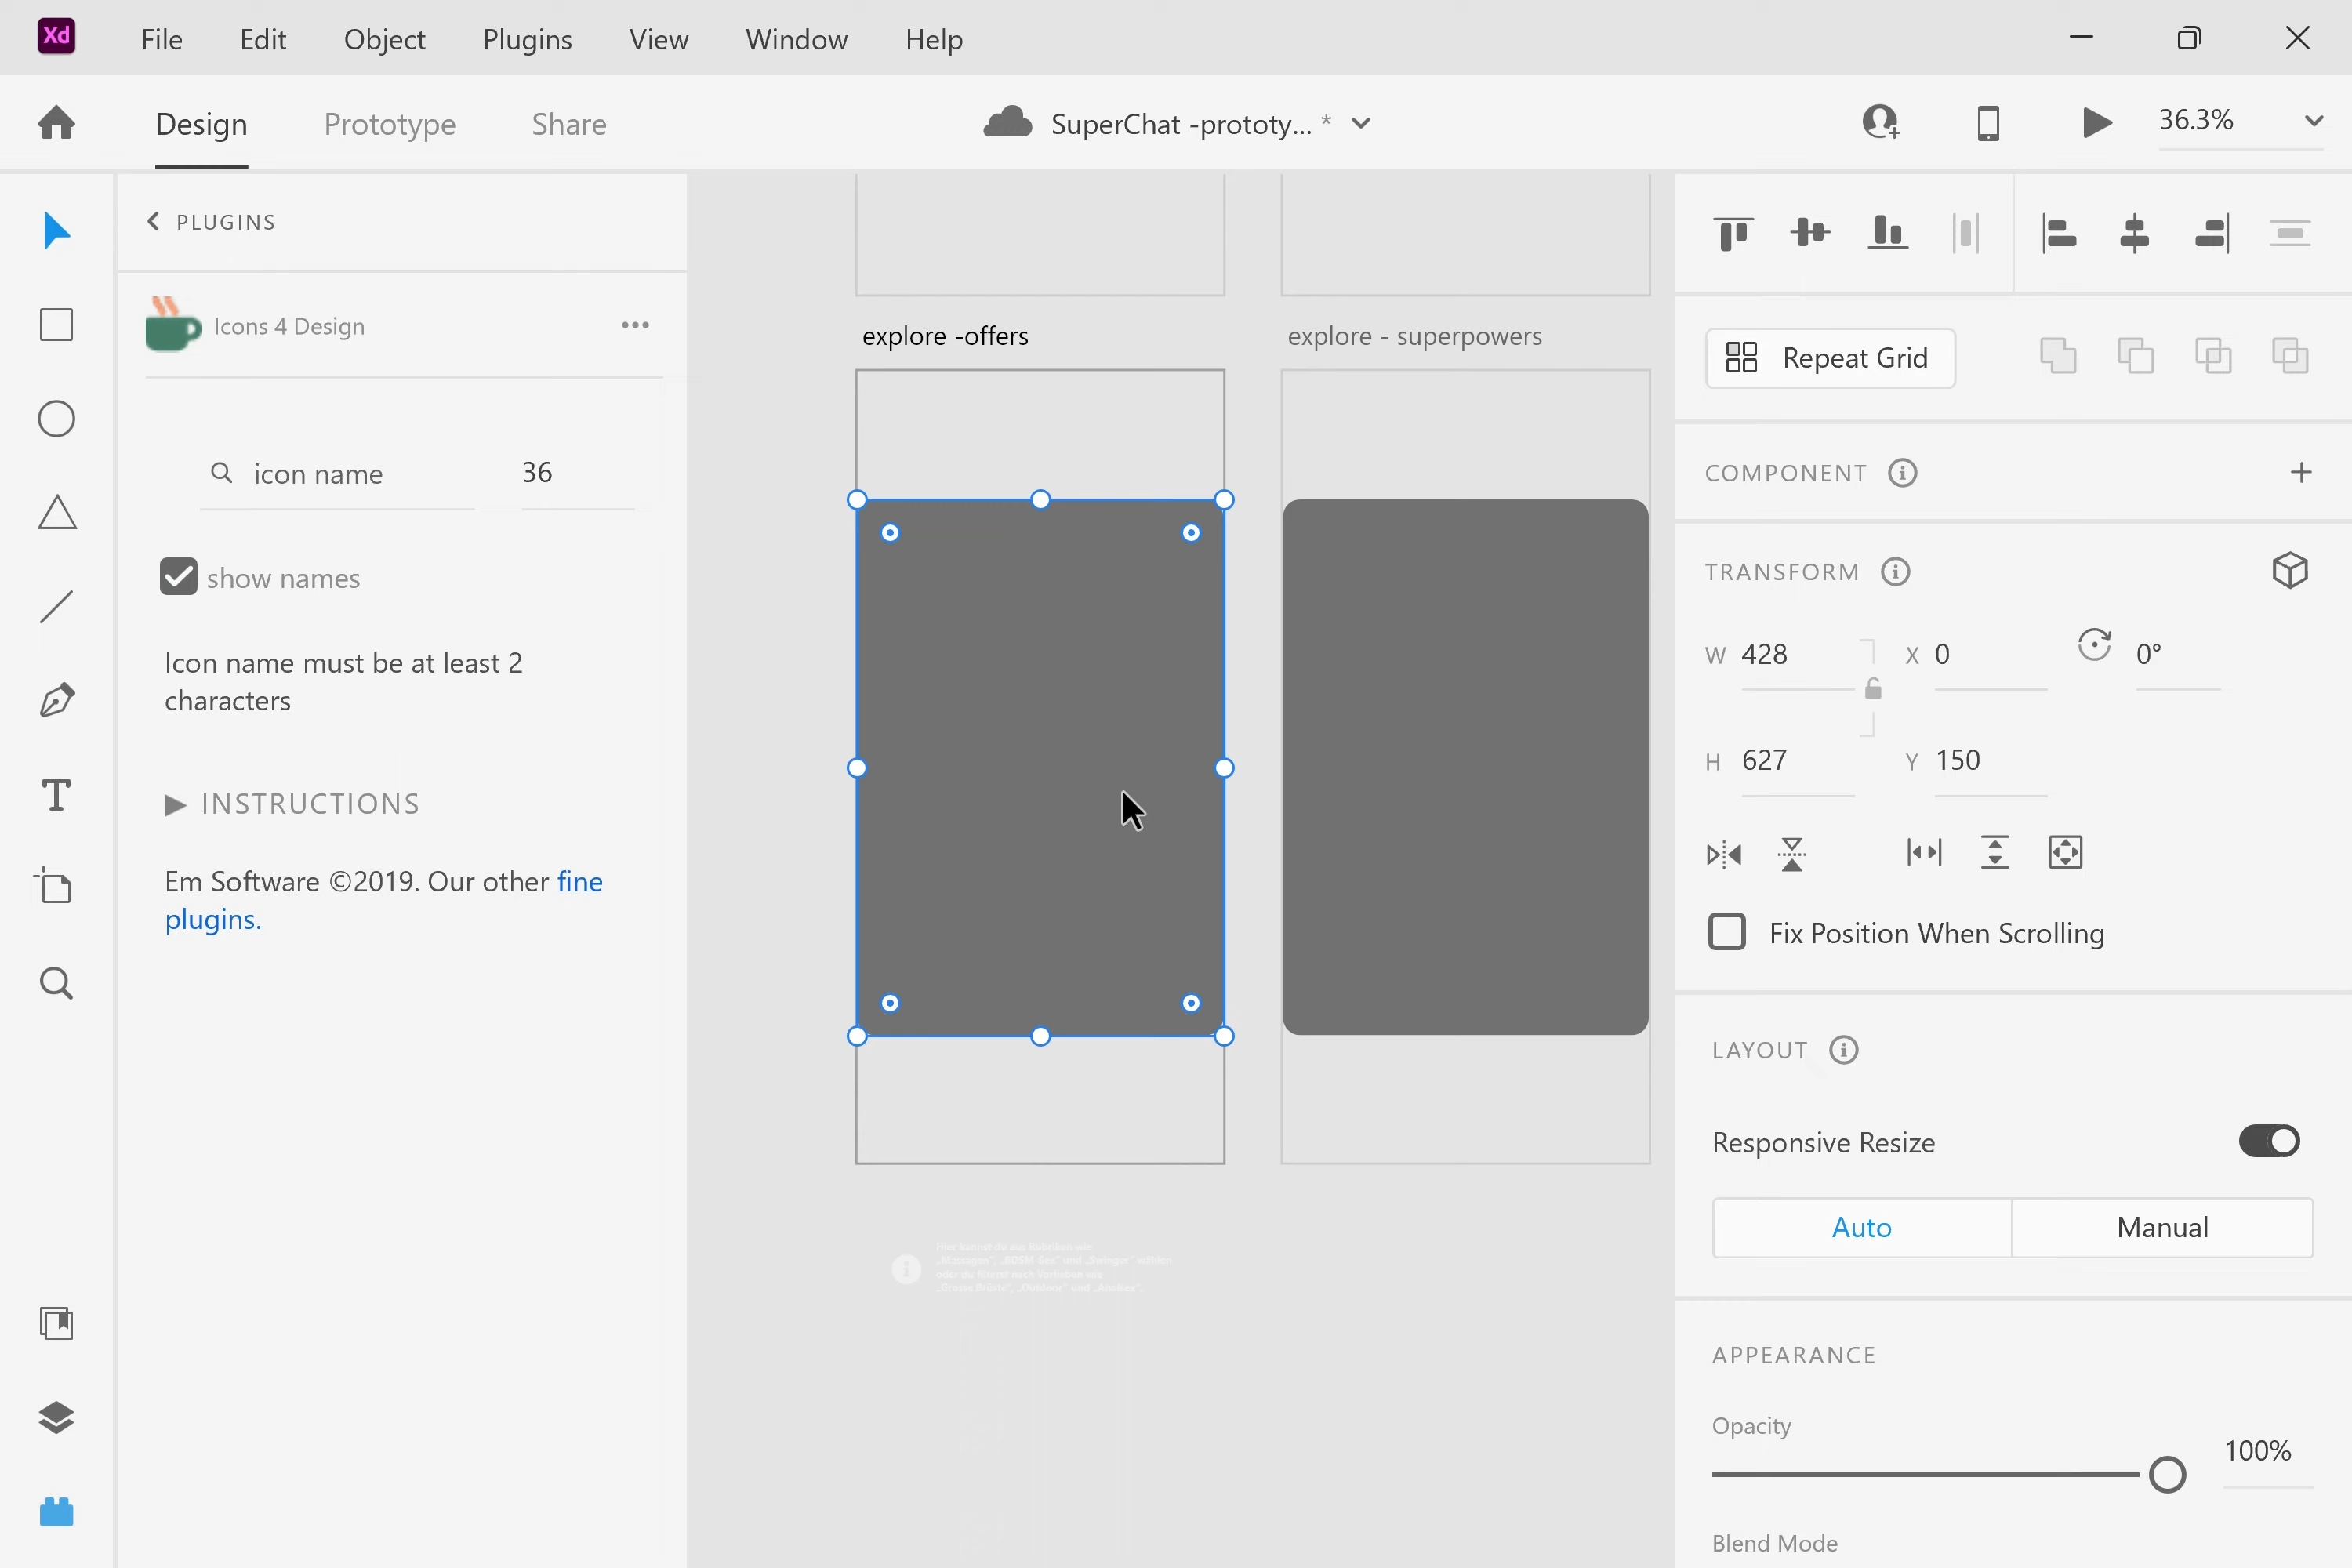 Xd File Edit Object Plugins View Window Help
Design Prototype Share SuperChat -prototy... * 36.3%
PLUGINS
Icons 4 Design
icon name 36
show names
Icon name must be at least 2
characters
INSTRUCTIONS
Em Software ©2019. Our other fine
plugins.
explore -offers
explore - superpowers
Repeat Grid
COMPONENT
TRANSFORM
W 428 X 0 0°
H 627 Y 150
Fix Position When Scrolling
LAYOUT
Responsive Resize
Auto Manual
APPEARANCE
Opacity
100%
Blend Mode